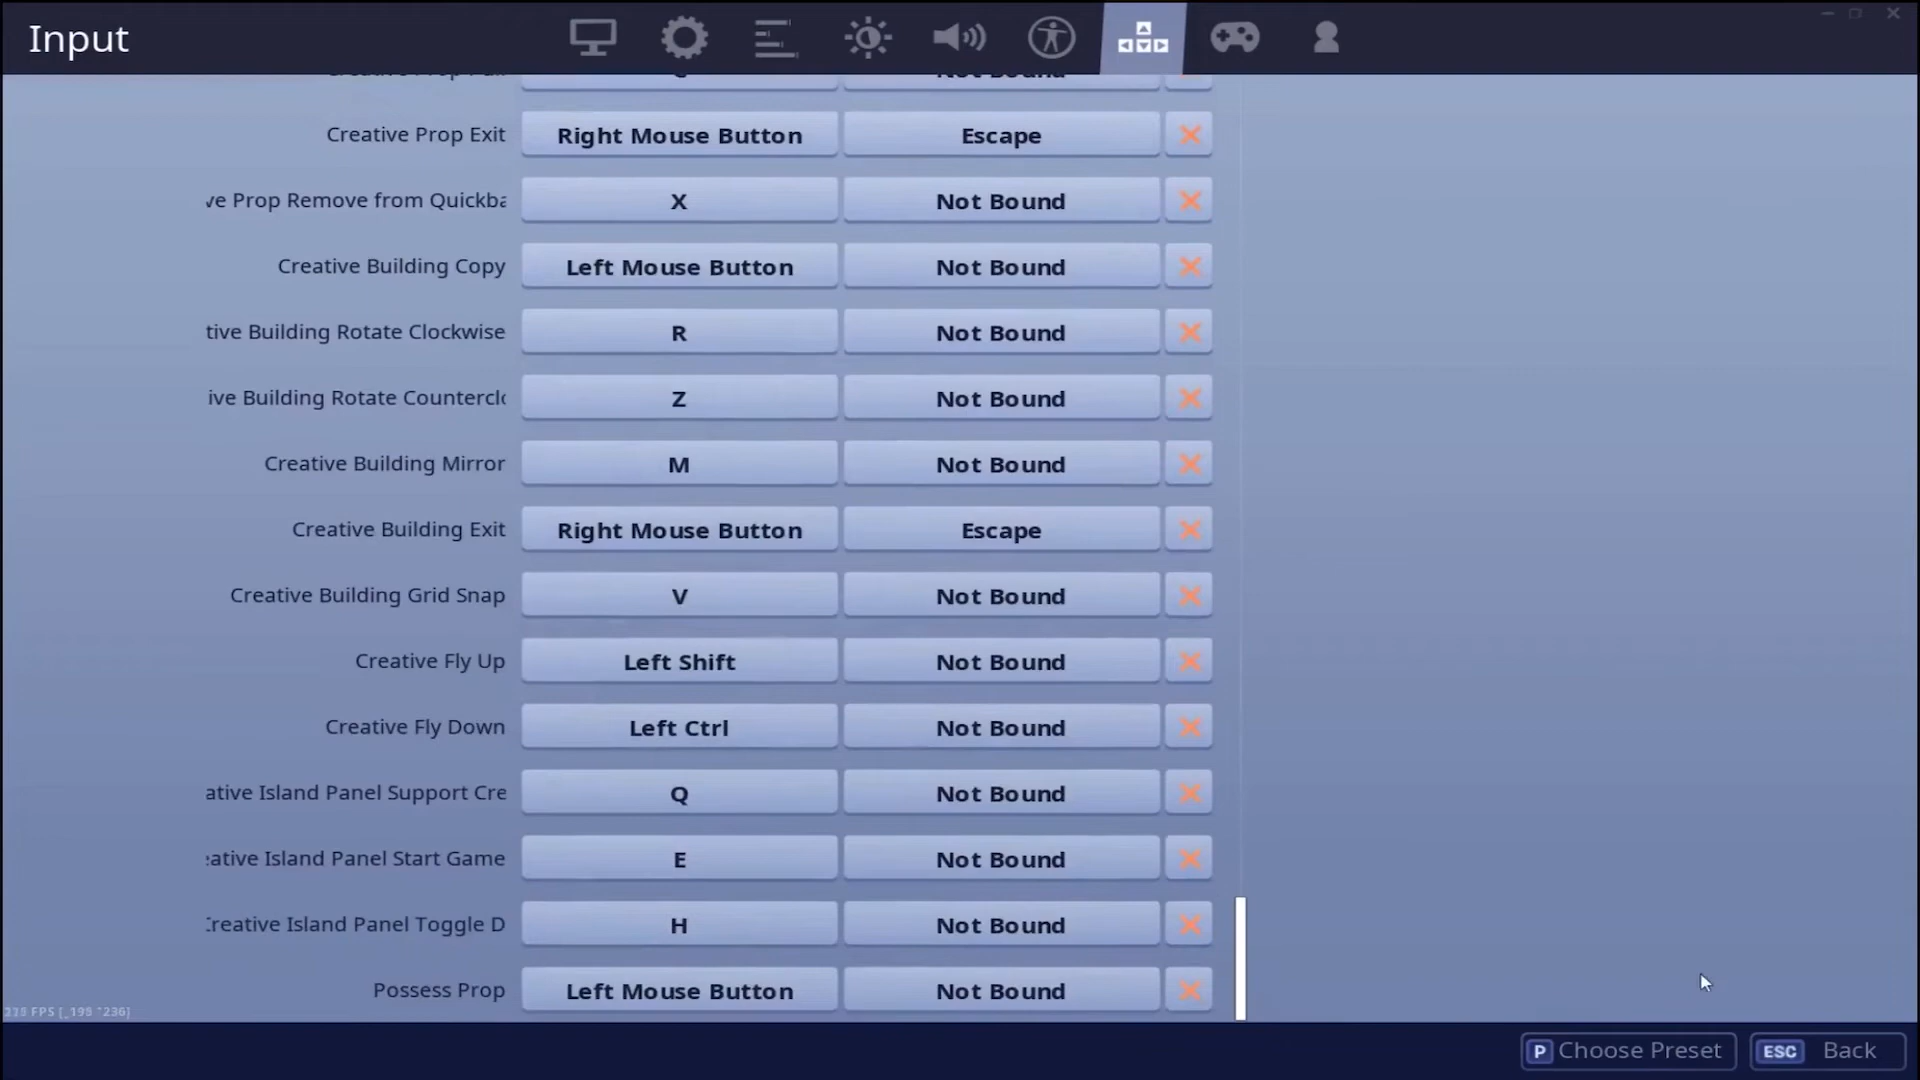 Input
Creative Prop Exit Right Mouse Button Escape
ve Prop Remove from Quickba X Not Bound
Creative Building Copy Left Mouse Button Not Bound
tive Building Rotate Clockwise R Not Bound
ive Building Rotate Counterclo Z Not Bound
Creative Building Mirror M Not Bound
Creative Building Exit Right Mouse Button Escape
Creative Building Grid Snap V Not Bound
Creative Fly Up Left Shift Not Bound
Creative Fly Down Left Ctrl Not Bound
ative Island Panel Support Cre Q Not Bound
eative Island Panel Start Game E Not Bound
Creative Island Panel Toggle D H Not Bound
Possess Prop Left Mouse Button Not Bound
FPS
P Choose Preset ESC Back